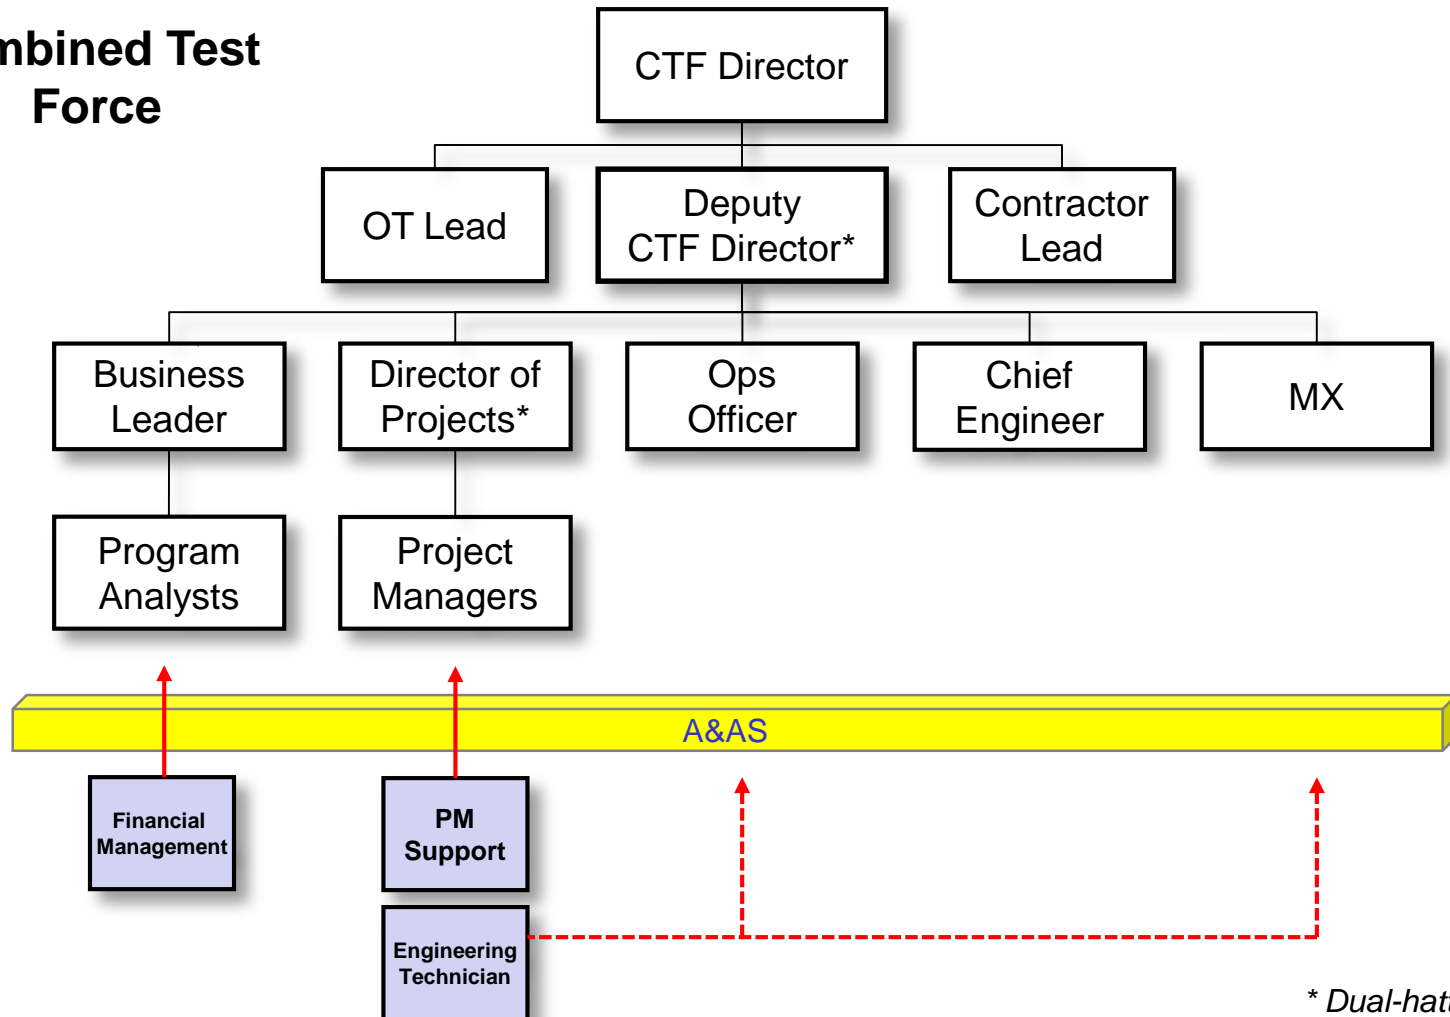 mbined Test
Force
CTF Director
OT Lead
Deputy
CTF Director*
Contractor
Lead
Business
Leader
Director of
Projects*
Ops
Officer
Chief
Engineer
MX
Program
Analysts
Project
Managers
A&AS
Financial
Management
PM
Support
Engineering
Technician
* Dual-hatt